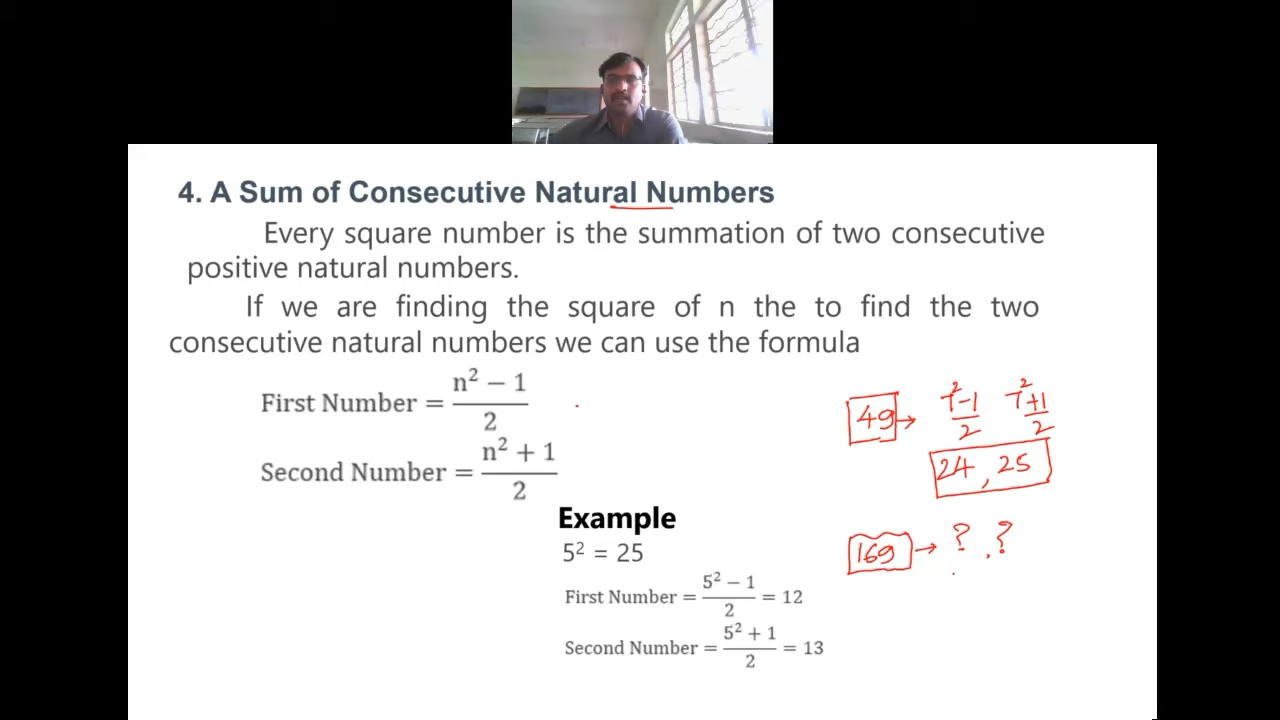 4. A Sum of Consecutive Natural Numbers
Every square number is the summation of two consecutive
positive natural numbers.
If we are finding the square of n the to find the two
consecutive natural numbers we can use the formula
First Number = (n² − 1)/2
Second Number = (n² + 1)/2
Example
5² = 25
First Number = (5² − 1)/2 = 12
Second Number = (5² + 1)/2 = 13
49 → (7² − 1)/2 (7² + 1)/2
24, 25
169 → ? , ?